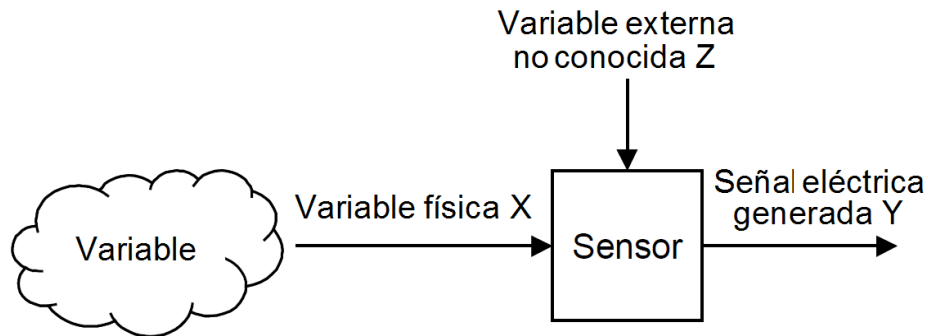 Variable externa
no conocida Z
Variable
Variable física X
Sensor
Señal eléctrica
generada Y